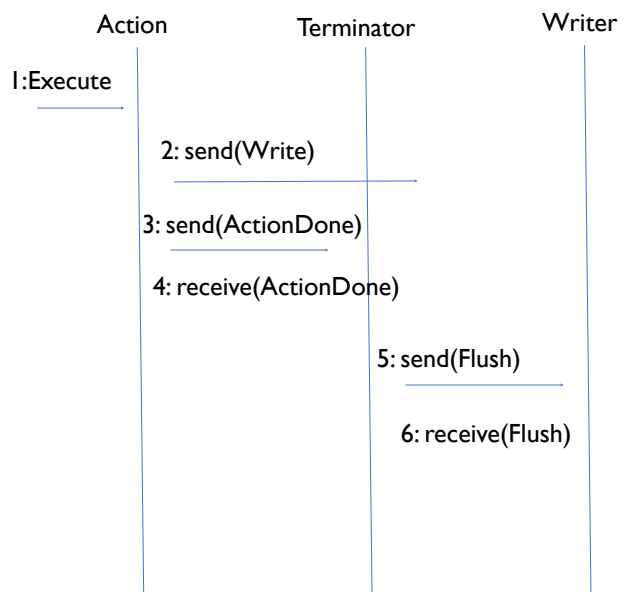 Action
Terminator
Writer
1:Execute
2: send(Write)
3: send(ActionDone)
4: receive(ActionDone)
5: send(Flush)
6: receive(Flush)